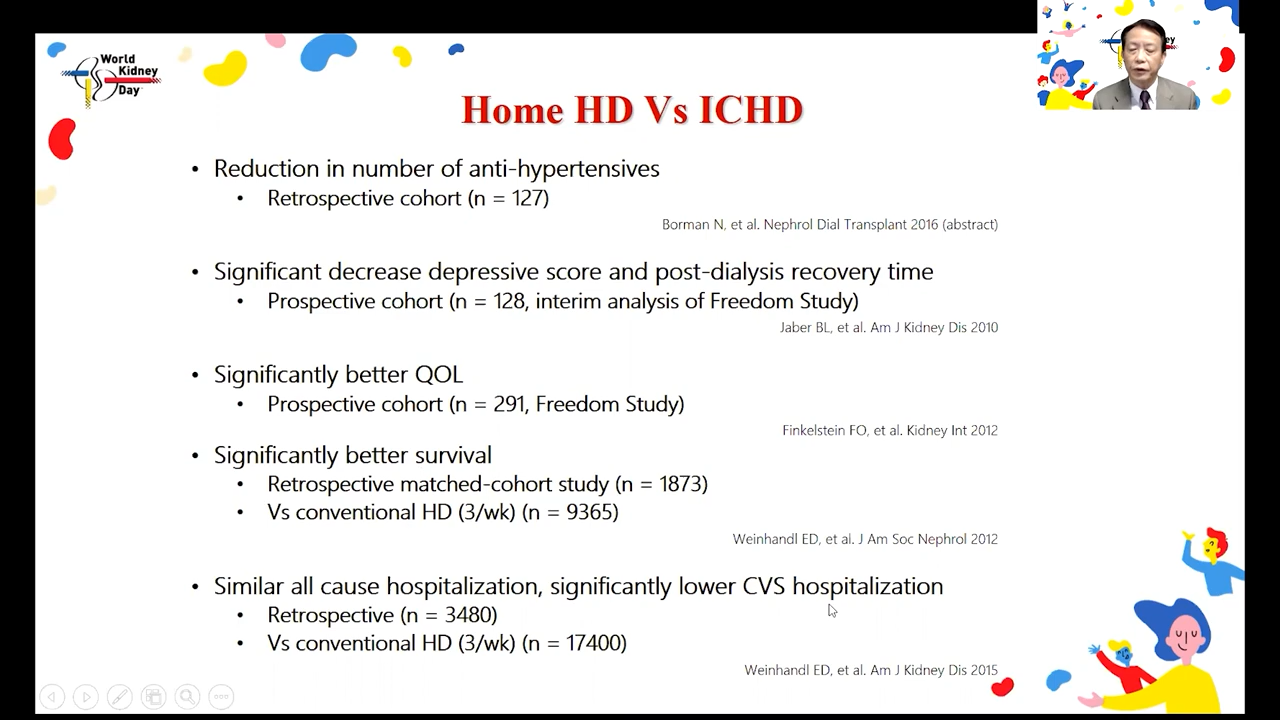 World
Kidney
Day
Home HD Vs ICHD
• Reduction in number of anti-hypertensives
• Retrospective cohort (n = 127)
Borman N, et al. Nephrol Dial Transplant 2016 (abstract)
• Significant decrease depressive score and post-dialysis recovery time
• Prospective cohort (n = 128, interim analysis of Freedom Study)
Jaber BL, et al. Am J Kidney Dis 2010
• Significantly better QOL
• Prospective cohort (n = 291, Freedom Study)
Finkelstein FO, et al. Kidney Int 2012
• Significantly better survival
• Retrospective matched-cohort study (n = 1873)
• Vs conventional HD (3/wk) (n = 9365)
Weinhandl ED, et al. J Am Soc Nephrol 2012
• Similar all cause hospitalization, significantly lower CVS hospitalization
• Retrospective (n = 3480)
• Vs conventional HD (3/wk) (n = 17400)
Weinhandl ED, et al. Am J Kidney Dis 2015